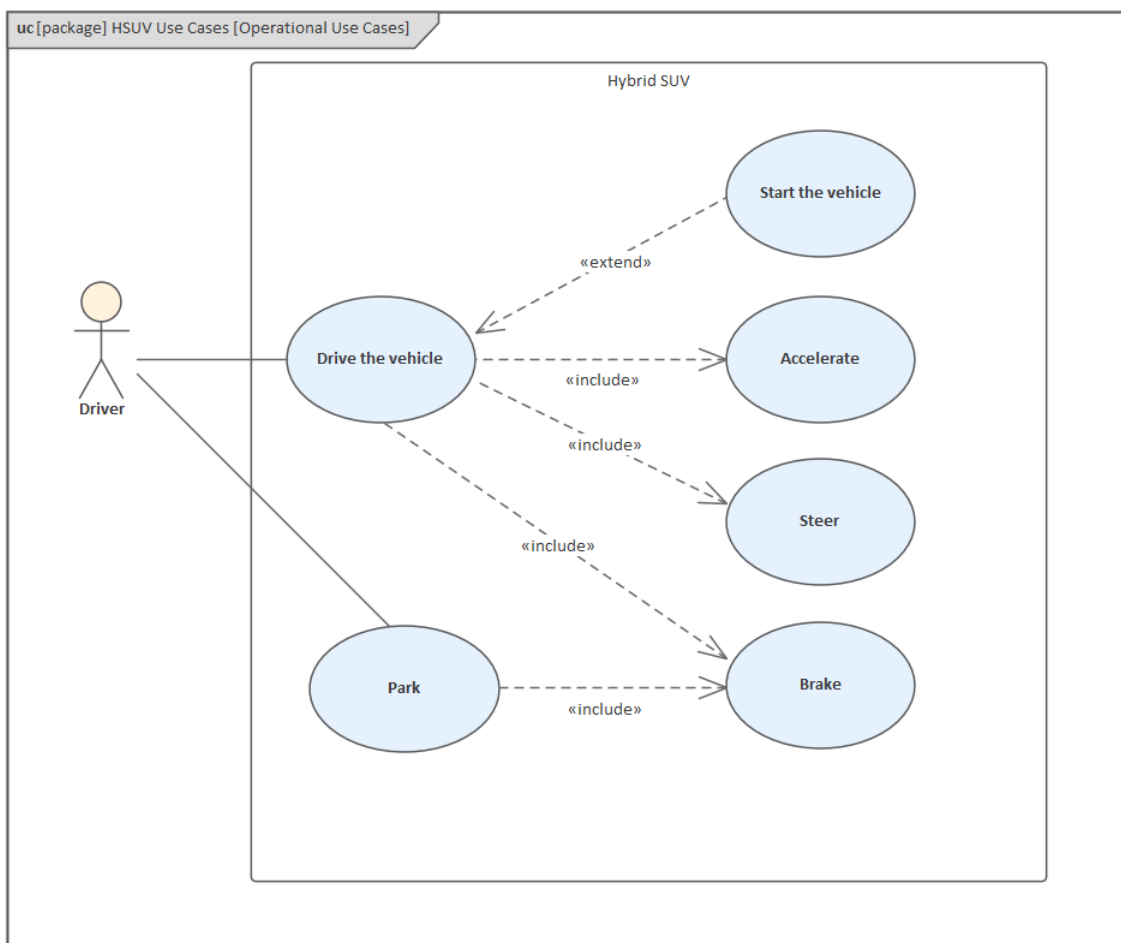 uc [package] HSUV Use Cases [Operational Use Cases]
Hybrid SUV
Start the vehicle
«extend»
Drive the vehicle
Accelerate
«include»
Driver
«include»
Steer
«include»
Park
Brake
«include»